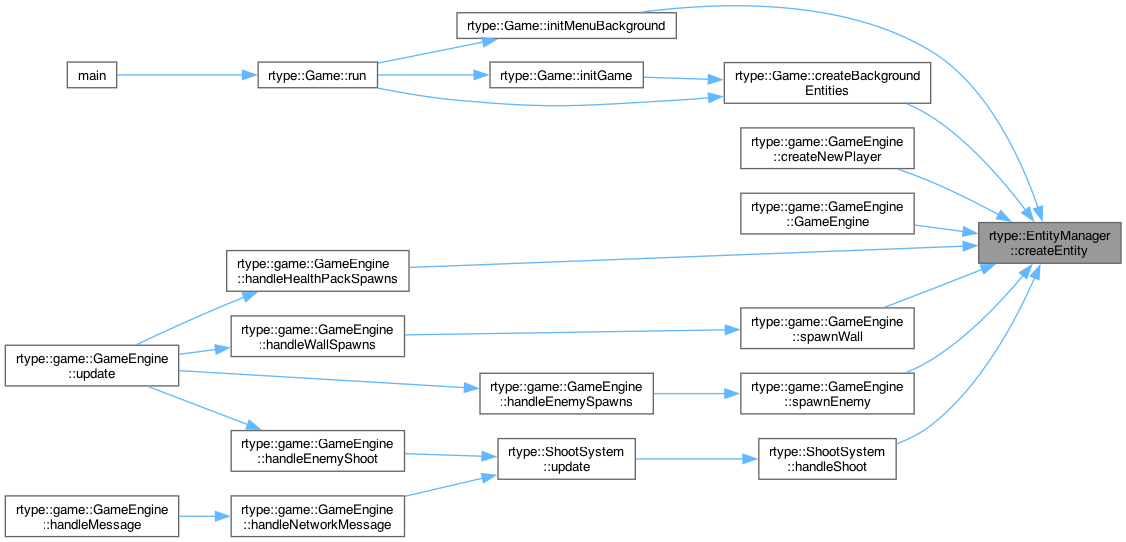 rtype::Game::initMenuBackground
main
rtype::Game::run
rtype::Game::initGame
rtype::Game::createBackground
Entities
rtype::game::GameEngine
::createNewPlayer
rtype::game::GameEngine
::GameEngine
rtype::EntityManager
::createEntity
rtype::game::GameEngine
::handleHealthPackSpawns
rtype::game::GameEngine
::handleWallSpawns
rtype::game::GameEngine
::spawnWall
rtype::game::GameEngine
::update
rtype::game::GameEngine
::handleEnemySpawns
rtype::game::GameEngine
::spawnEnemy
rtype::game::GameEngine
::handleEnemyShoot
rtype::ShootSystem
::update
rtype::ShootSystem
::handleShoot
rtype::game::GameEngine
::handleMessage
rtype::game::GameEngine
::handleNetworkMessage